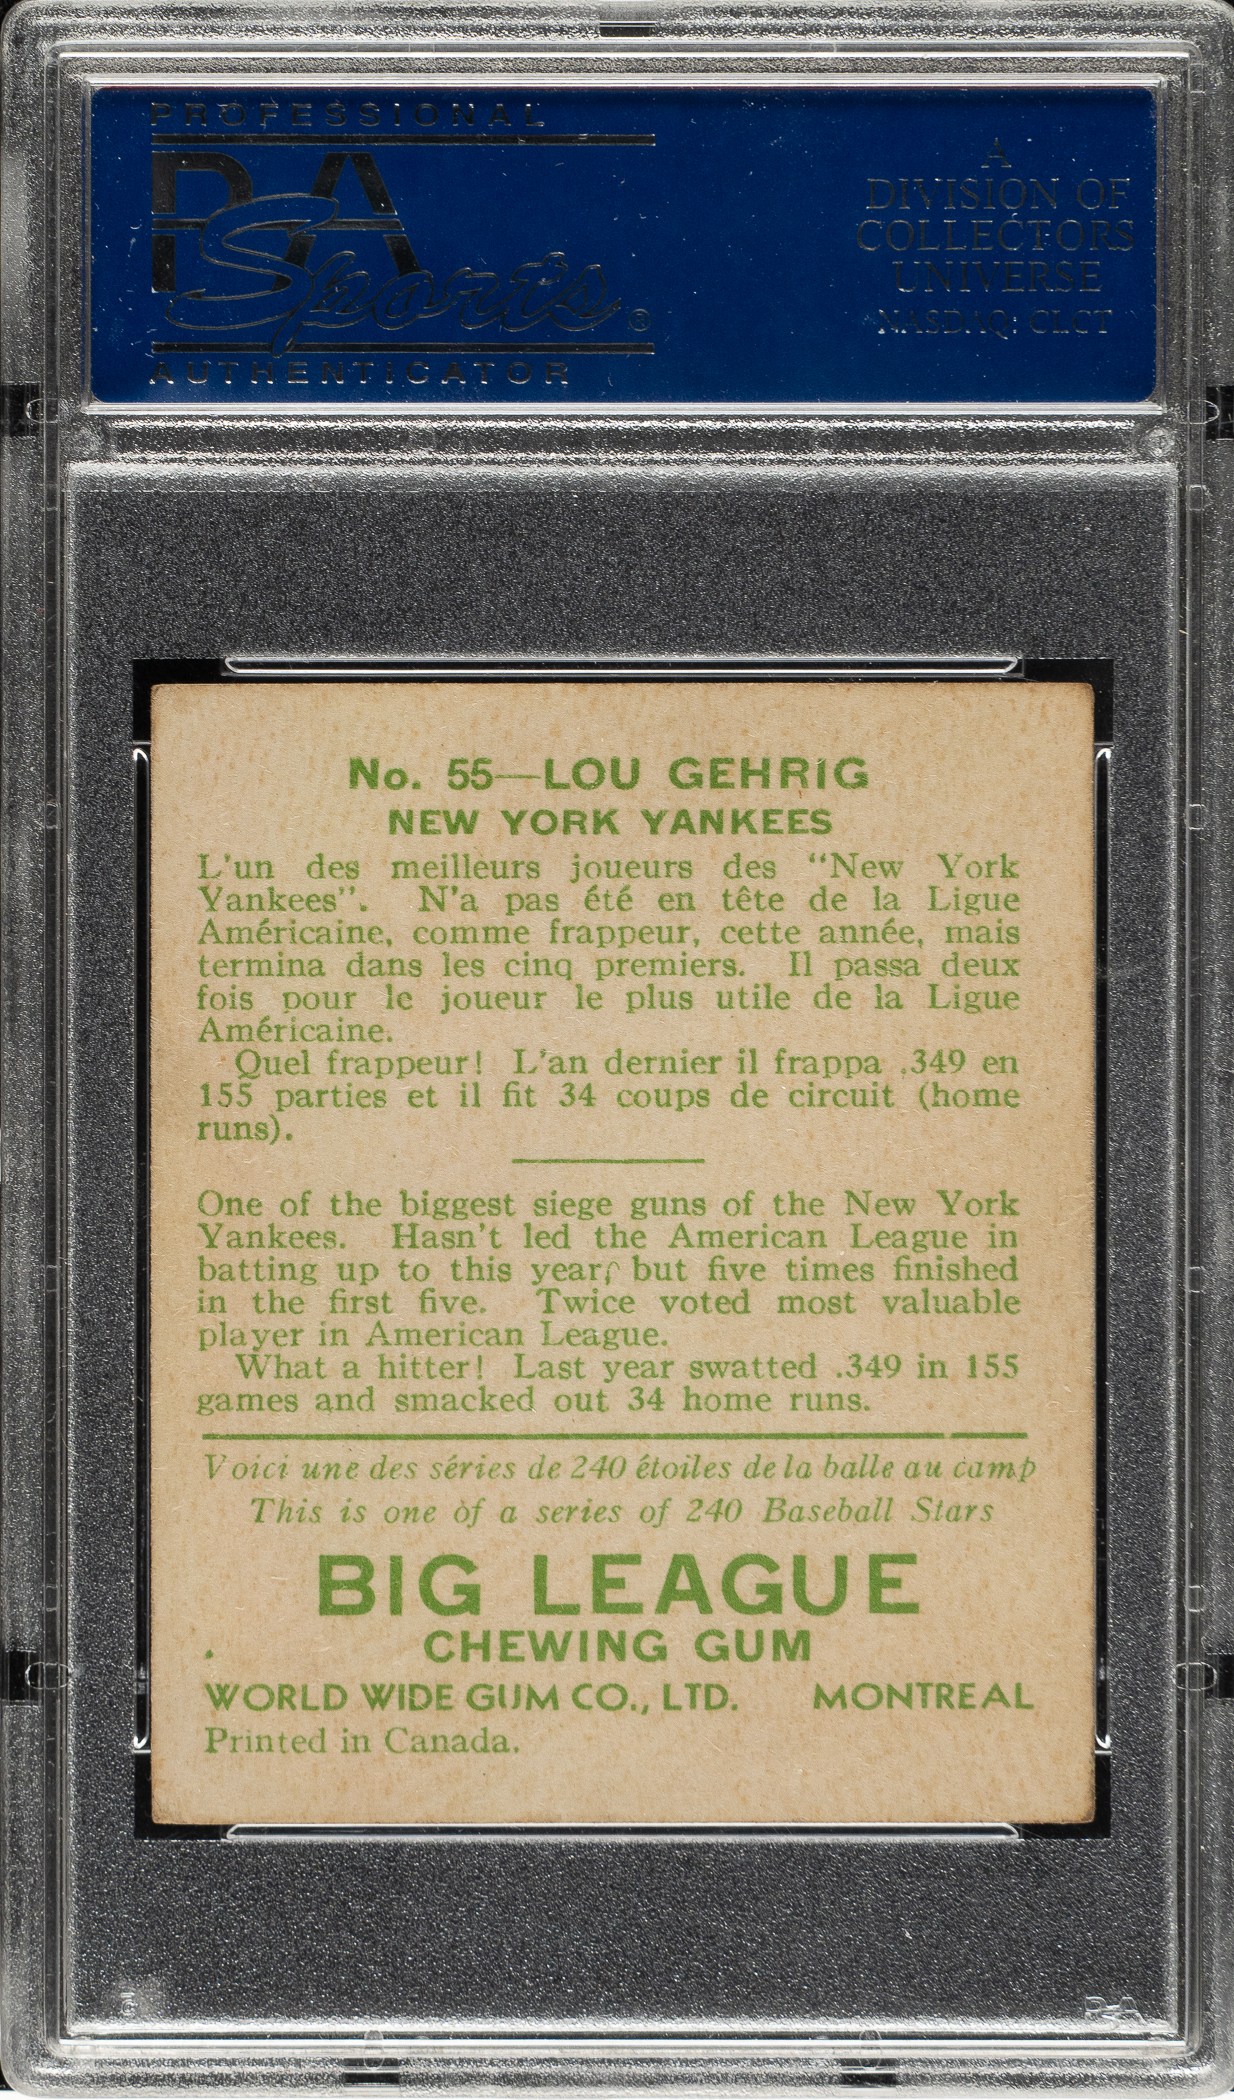 PROFESSIONAL
PSA
Sports®
AUTHENTICATOR
A
DIVISION OF
COLLECTORS
UNIVERSE
NASDAQ: CLCT
No. 55—LOU GEHRIG
NEW YORK YANKEES
L'un des meilleurs joueurs des “New York
Yankees”. N'a pas été en tête de la Ligue
Américaine, comme frappeur, cette année, mais
termina dans les cinq premiers. Il passa deux
fois pour le joueur le plus utile de la Ligue
Américaine.
Quel frappeur! L'an dernier il frappa .349 en
155 parties et il fit 34 coups de circuit (home
runs).
One of the biggest siege guns of the New York
Yankees. Hasn't led the American League in
batting up to this year, but five times finished
in the first five. Twice voted most valuable
player in American League.
What a hitter! Last year swatted .349 in 155
games and smacked out 34 home runs.
Voici une des séries de 240 étoiles de la balle au camp
This is one of a series of 240 Baseball Stars
BIG LEAGUE
CHEWING GUM
WORLD WIDE GUM CO., LTD. MONTREAL
Printed in Canada.
PSA